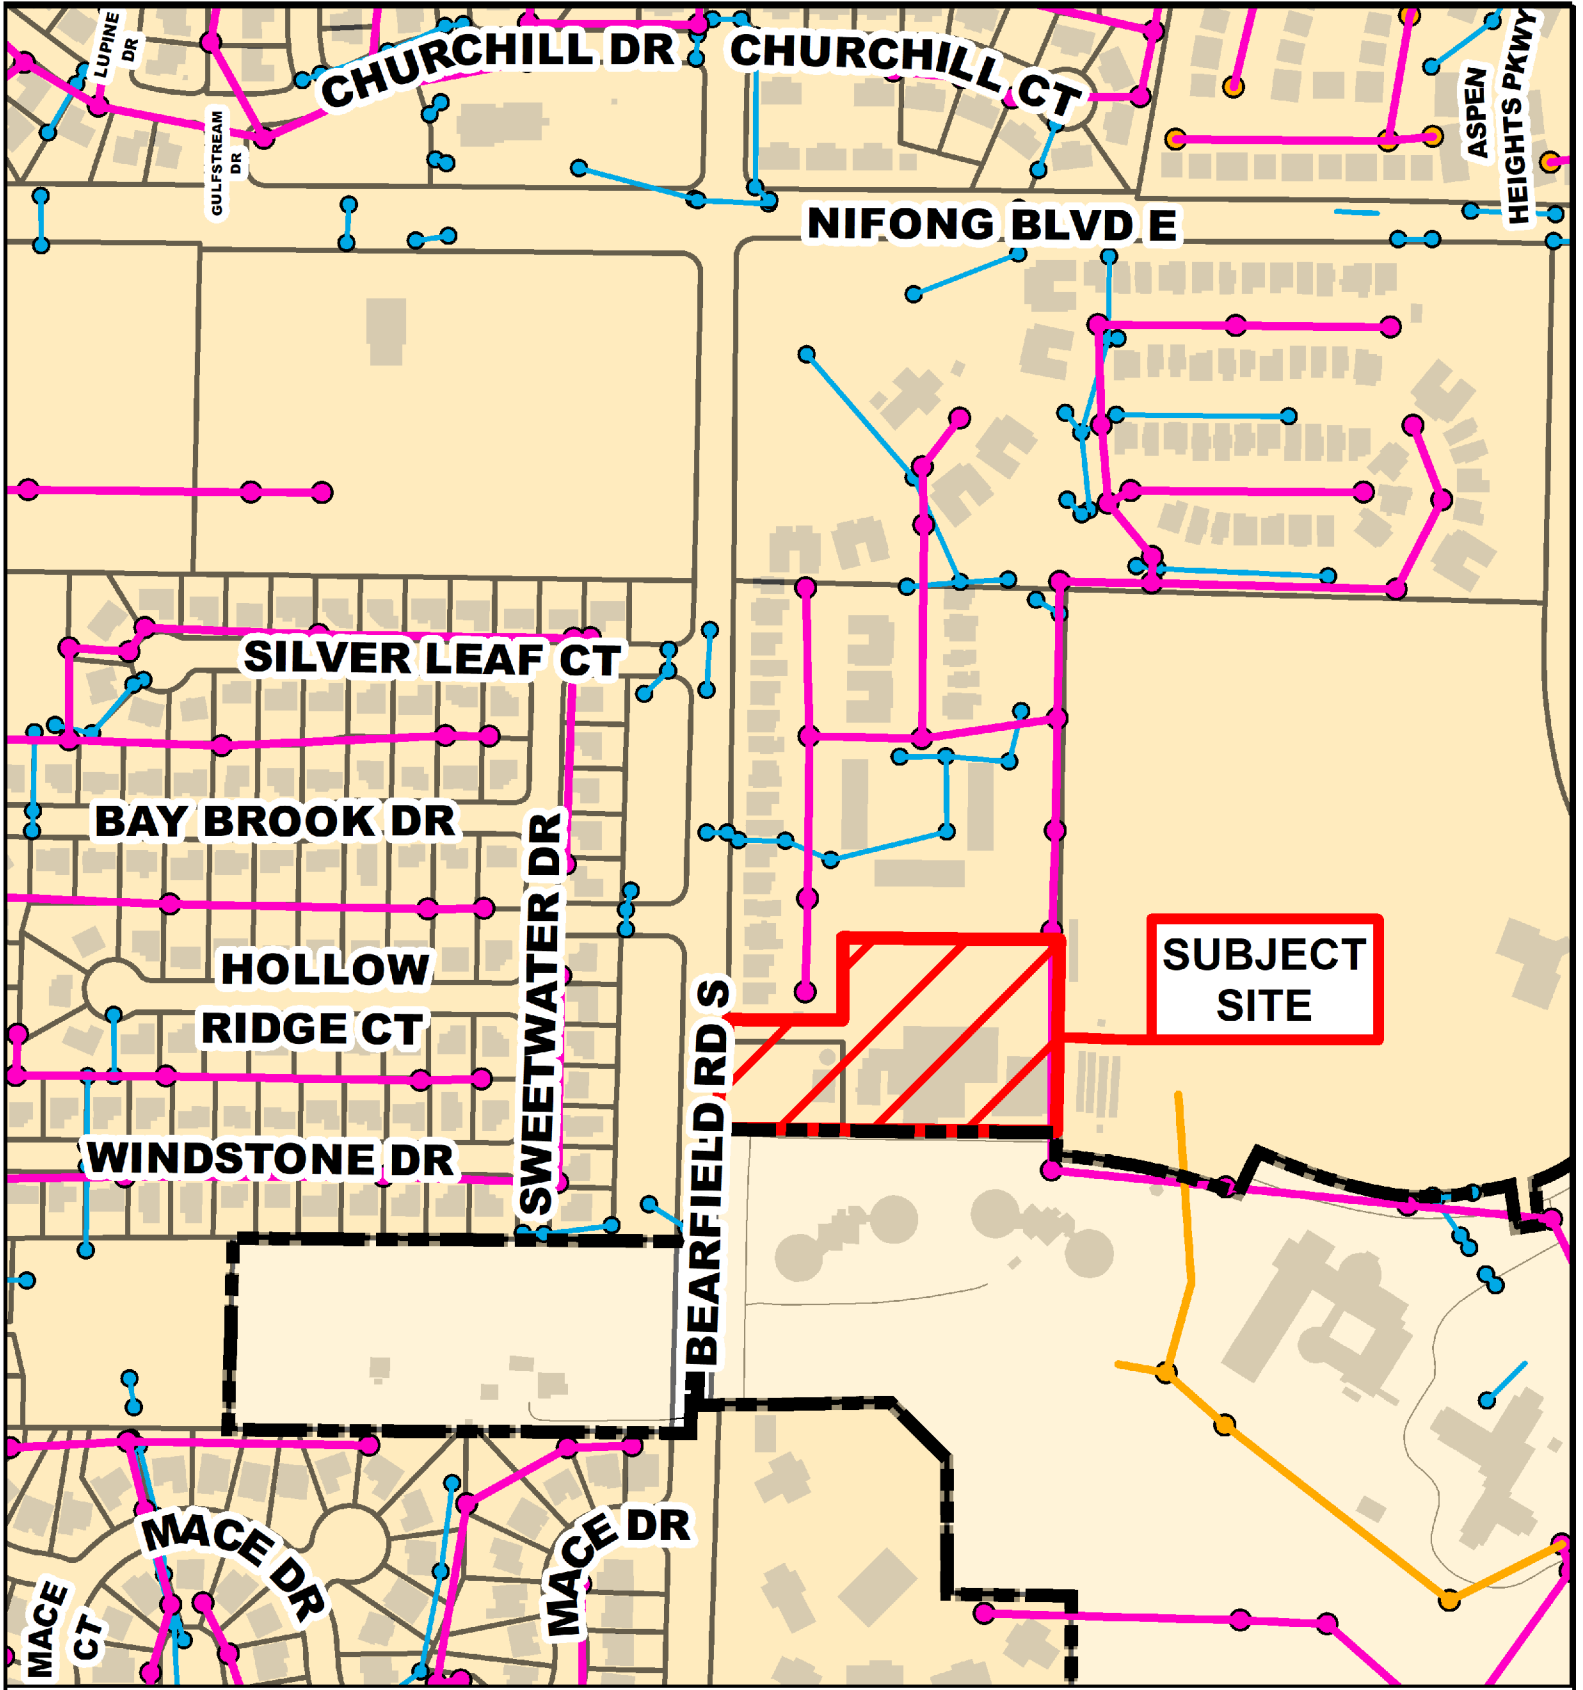 LUPINE
DR
CHURCHILL DR
CHURCHILL CT
GULFSTREAM
DR
ASPEN
HEIGHTS PKWY
NIFONG BLVD E
SILVER LEAF CT
BAY BROOK DR
SWEETWATER DR
HOLLOW
RIDGE CT
SUBJECT
SITE
BEARFIELD RD S
WINDSTONE DR
MACE DR
MACE DR
MACE
CT